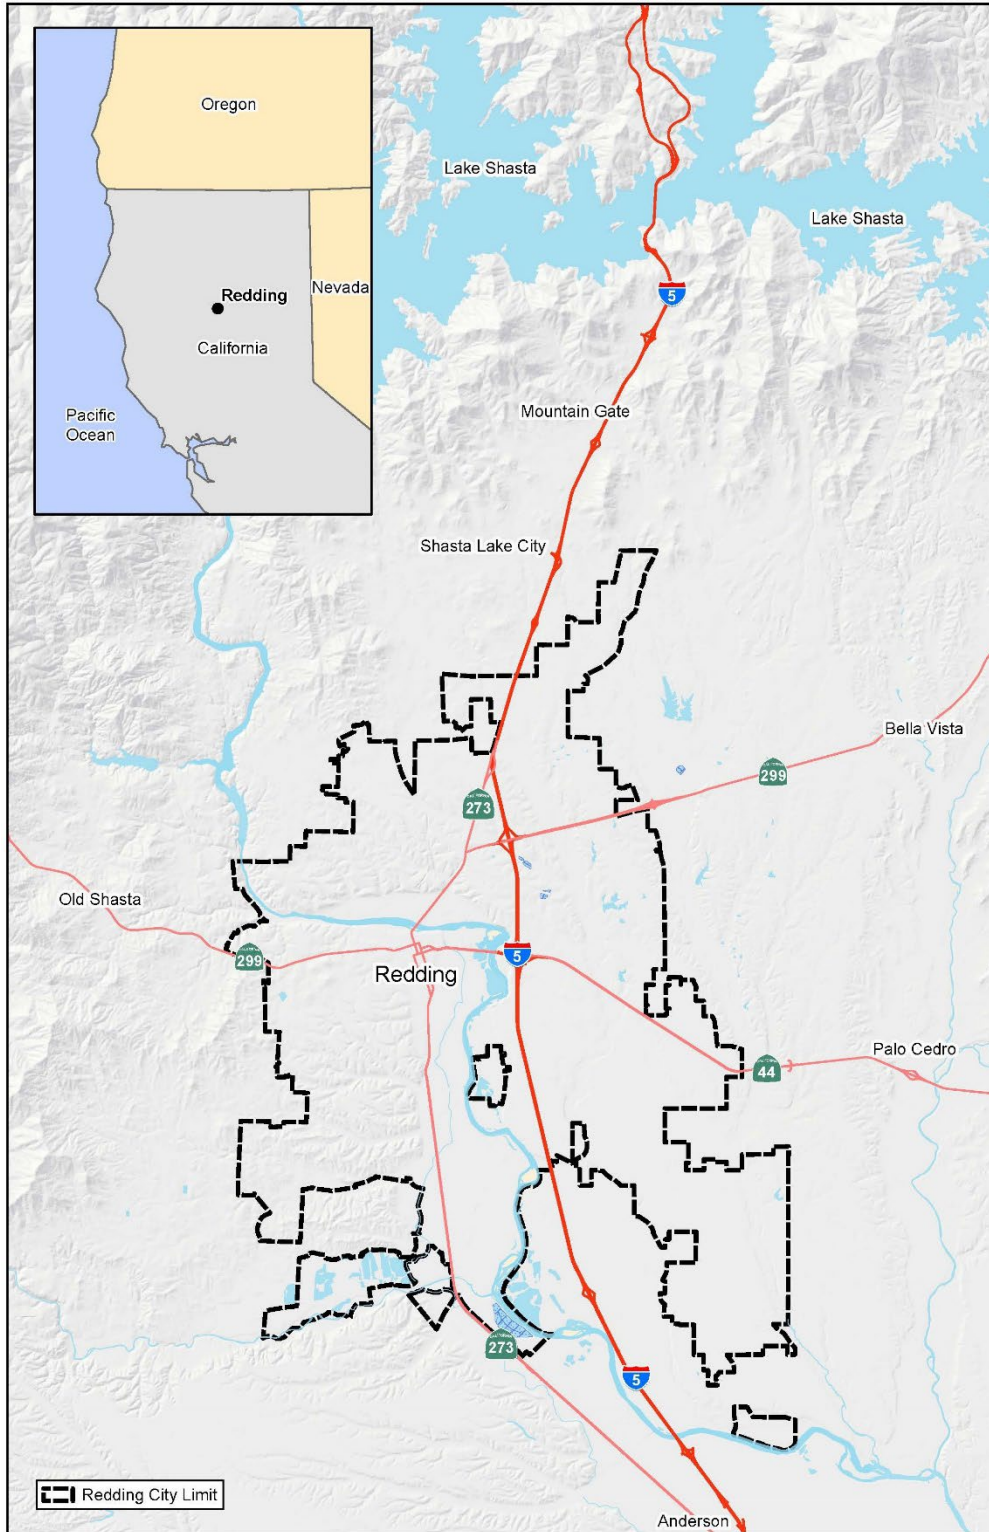 Oregon
Nevada
Redding
California
Pacific
Ocean
Lake Shasta
Lake Shasta
5
Mountain Gate
Shasta Lake City
Bella Vista
299
273
Old Shasta
299
5
Redding
Palo Cedro
44
273
5
Redding City Limit
Anderson